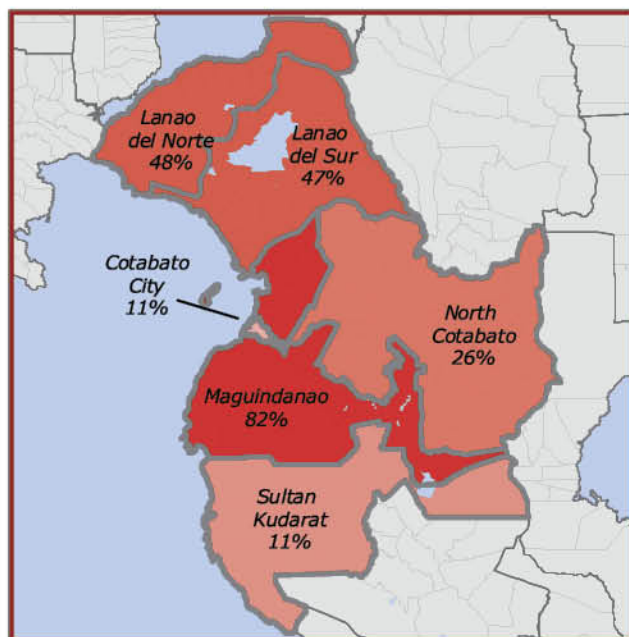 Lanao
del Norte
48%
Lanao
del Sur
47%
Cotabato
City
11%
North
Cotabato
26%
Maguindanao
82%
Sultan
Kudarat
11%